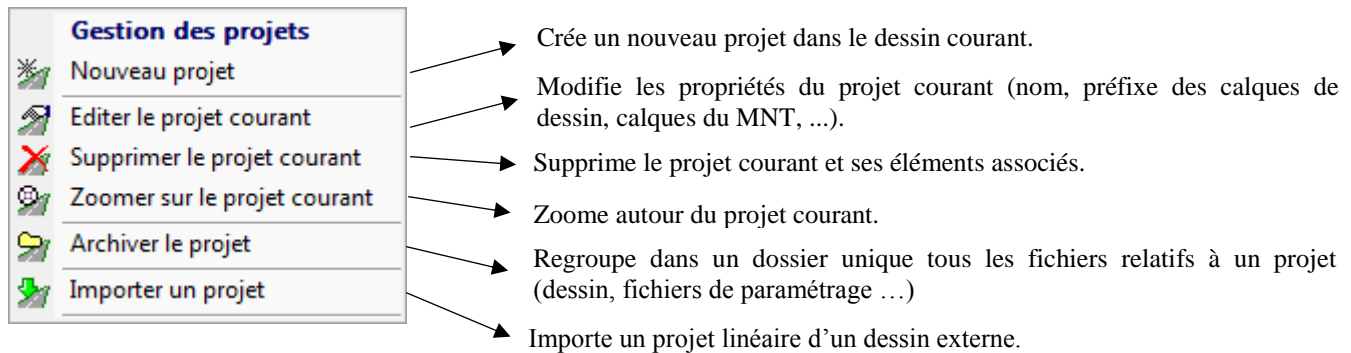 Gestion des projets
Nouveau projet
Editer le projet courant
Supprimer le projet courant
Zoomer sur le projet courant
Archiver le projet
Importer un projet
Crée un nouveau projet dans le dessin courant.
Modifie les propriétés du projet courant (nom, préfixe des calques de
dessin, calques du MNT, ...).
Supprime le projet courant et ses éléments associés.
Zoome autour du projet courant.
Regroupe dans un dossier unique tous les fichiers relatifs à un projet
(dessin, fichiers de paramétrage …)
Importe un projet linéaire d’un dessin externe.